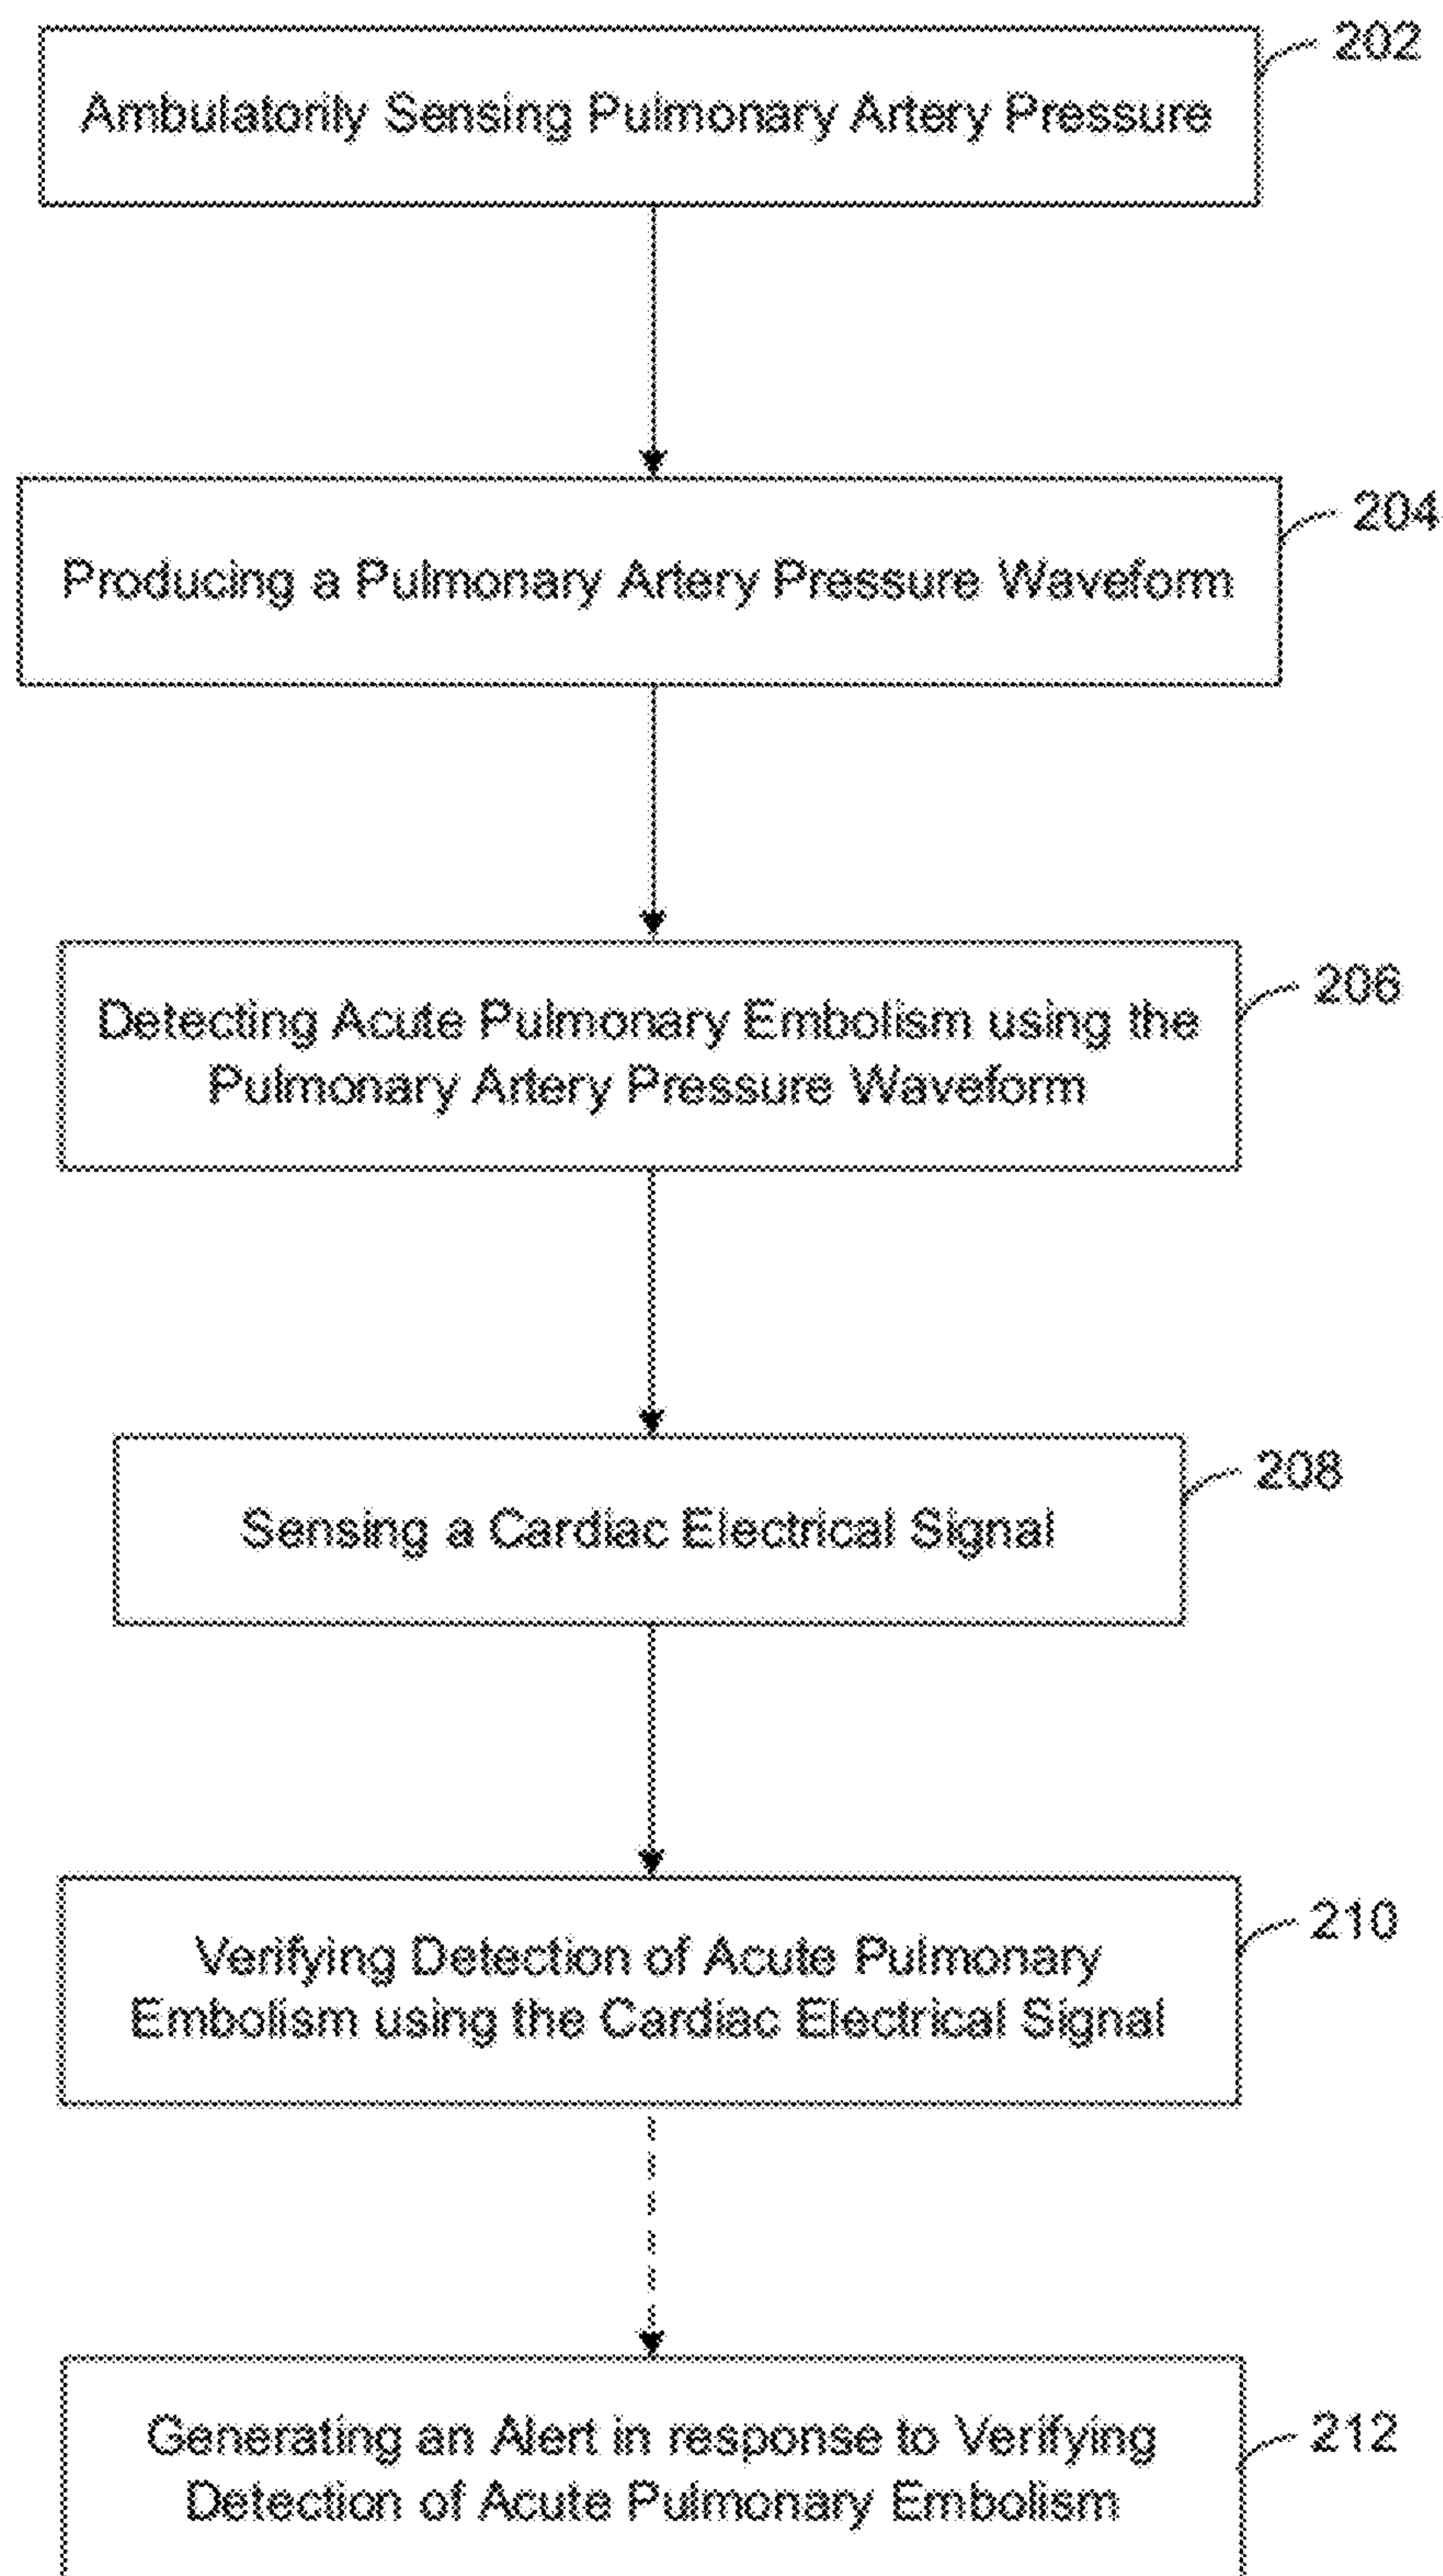 202
Ambulatorily Sensing Pulmonary Artery Pressure
204
Producing a Pulmonary Artery Pressure Waveform
206
Detecting Acute Pulmonary Embolism using the
Pulmonary Artery Pressure Waveform
208
Sensing a Cardiac Electrical Signal
210
Verifying Detection of Acute Pulmonary
Embolism using the Cardiac Electrical Signal
212
Generating an Alert in response to Verifying
Detection of Acute Pulmonary Embolism